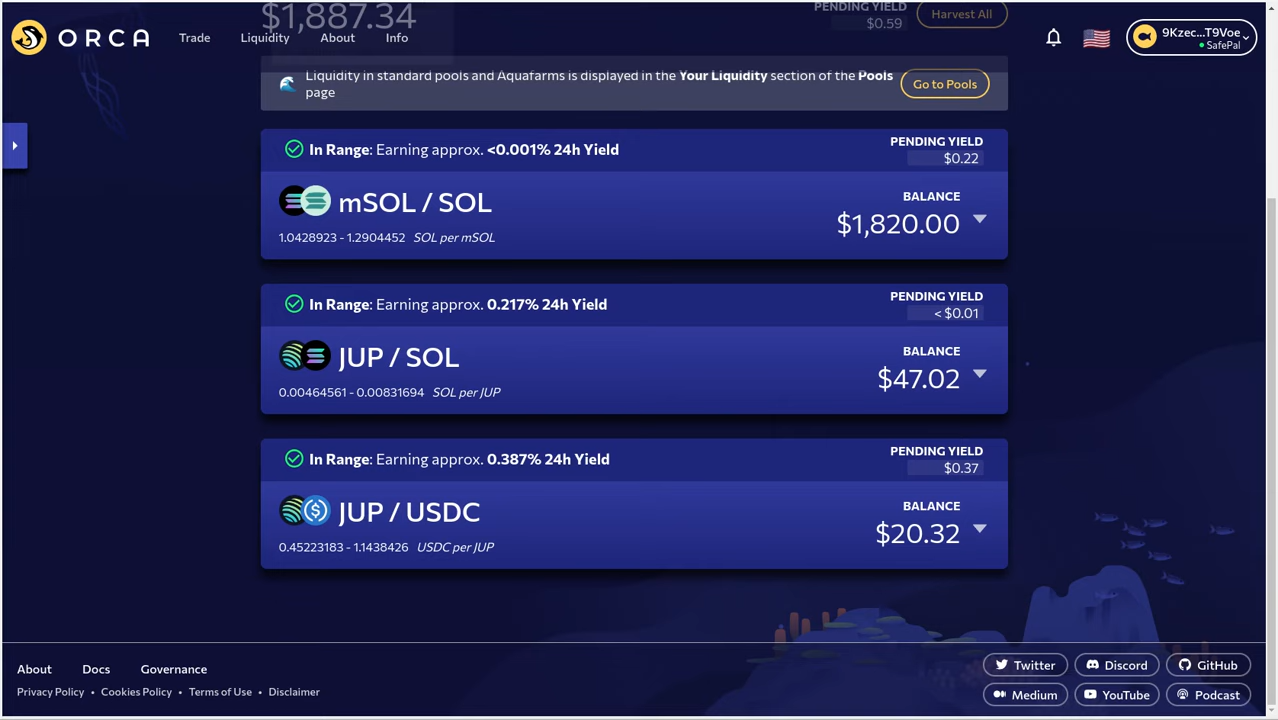 $1,887.34
PENDING YIELD
$0.59
Harvest All
ORCA
Trade
Liquidity
About
Info
9Kzec...T9Voe
SafePal
Liquidity in standard pools and Aquafarms is displayed in the Your Liquidity section of the Pools
page
Go to Pools
In Range: Earning approx. <0.001% 24h Yield
PENDING YIELD
$0.22
mSOL / SOL
BALANCE
$1,820.00
1.0428923 - 1.2904452 SOL per mSOL
In Range: Earning approx. 0.217% 24h Yield
PENDING YIELD
< $0.01
JUP / SOL
BALANCE
$47.02
0.00464561 - 0.00831694 SOL per JUP
In Range: Earning approx. 0.387% 24h Yield
PENDING YIELD
$0.37
JUP / USDC
BALANCE
$20.32
0.45223183 - 1.1438426 USDC per JUP
About
Docs
Governance
Privacy Policy • Cookies Policy • Terms of Use • Disclaimer
Twitter
Discord
GitHub
Medium
YouTube
Podcast